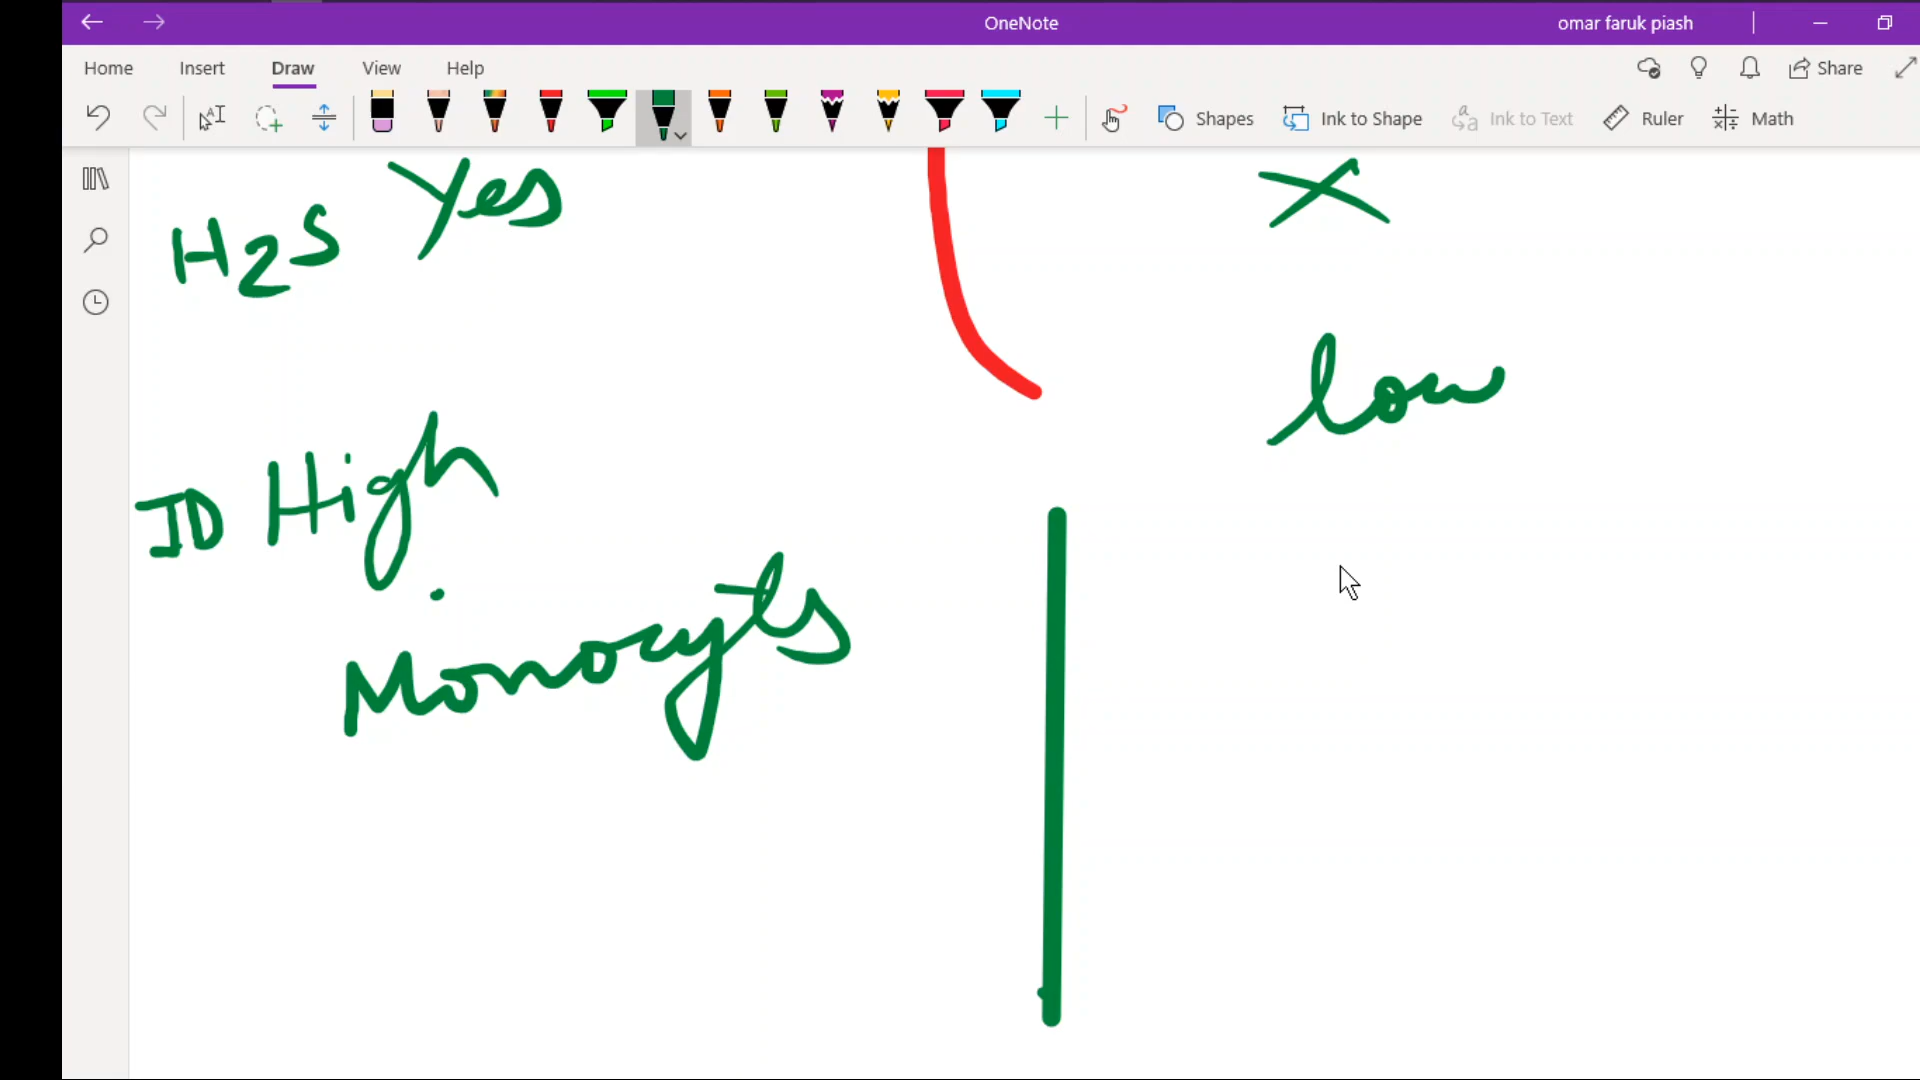 OneNote
omar faruk piash
Home Insert Draw View Help
Share
Shapes Ink to Shape Ink to Text Ruler Math
H2S Yes X
low
ID High
Monocyts